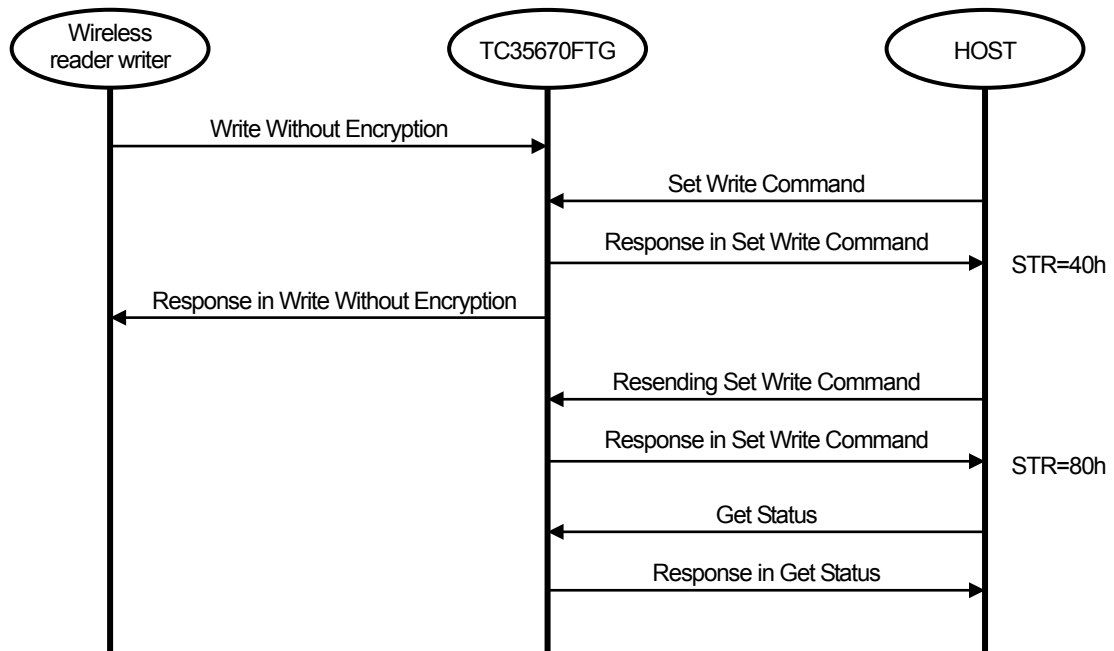 Wireless
reader writer
TC35670FTG
HOST
Write Without Encryption
Set Write Command
Response in Set Write Command
STR=40h
Response in Write Without Encryption
Resending Set Write Command
Response in Set Write Command
STR=80h
Get Status
Response in Get Status